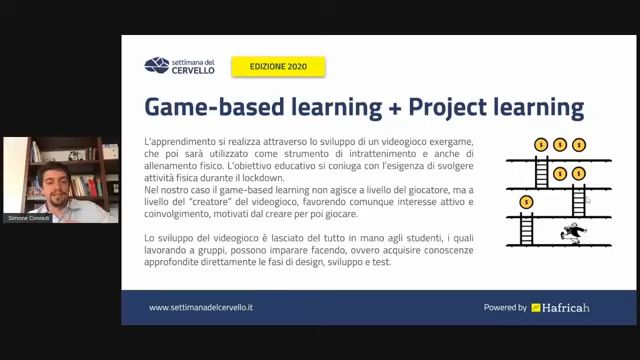 settimana del
CERVELLO
EDIZIONE 2020
Game-based learning + Project learning
L'apprendimento si realizza attraverso lo sviluppo di un videogioco exergame,
che poi sarà utilizzato come strumento di intrattenimento e anche di
allenamento fisico. L'obiettivo educativo si coniuga con l'esigenza di svolgere
attività fisica durante il lockdown.
Nel nostro caso il game-based learning non agisce a livello del giocatore, ma a
livello del "creatore" del videogioco, favorendo comunque interesse attivo e
coinvolgimento, motivati dal creare per poi giocare.
Lo sviluppo del videogioco è lasciato del tutto in mano agli studenti, i quali
lavorando a gruppi, possono imparare facendo, ovvero acquisire conoscenze
approfondite direttamente le fasi di design, sviluppo e test.
Simone Conradi
www.settimanadelcervello.it
Powered by Hafricah